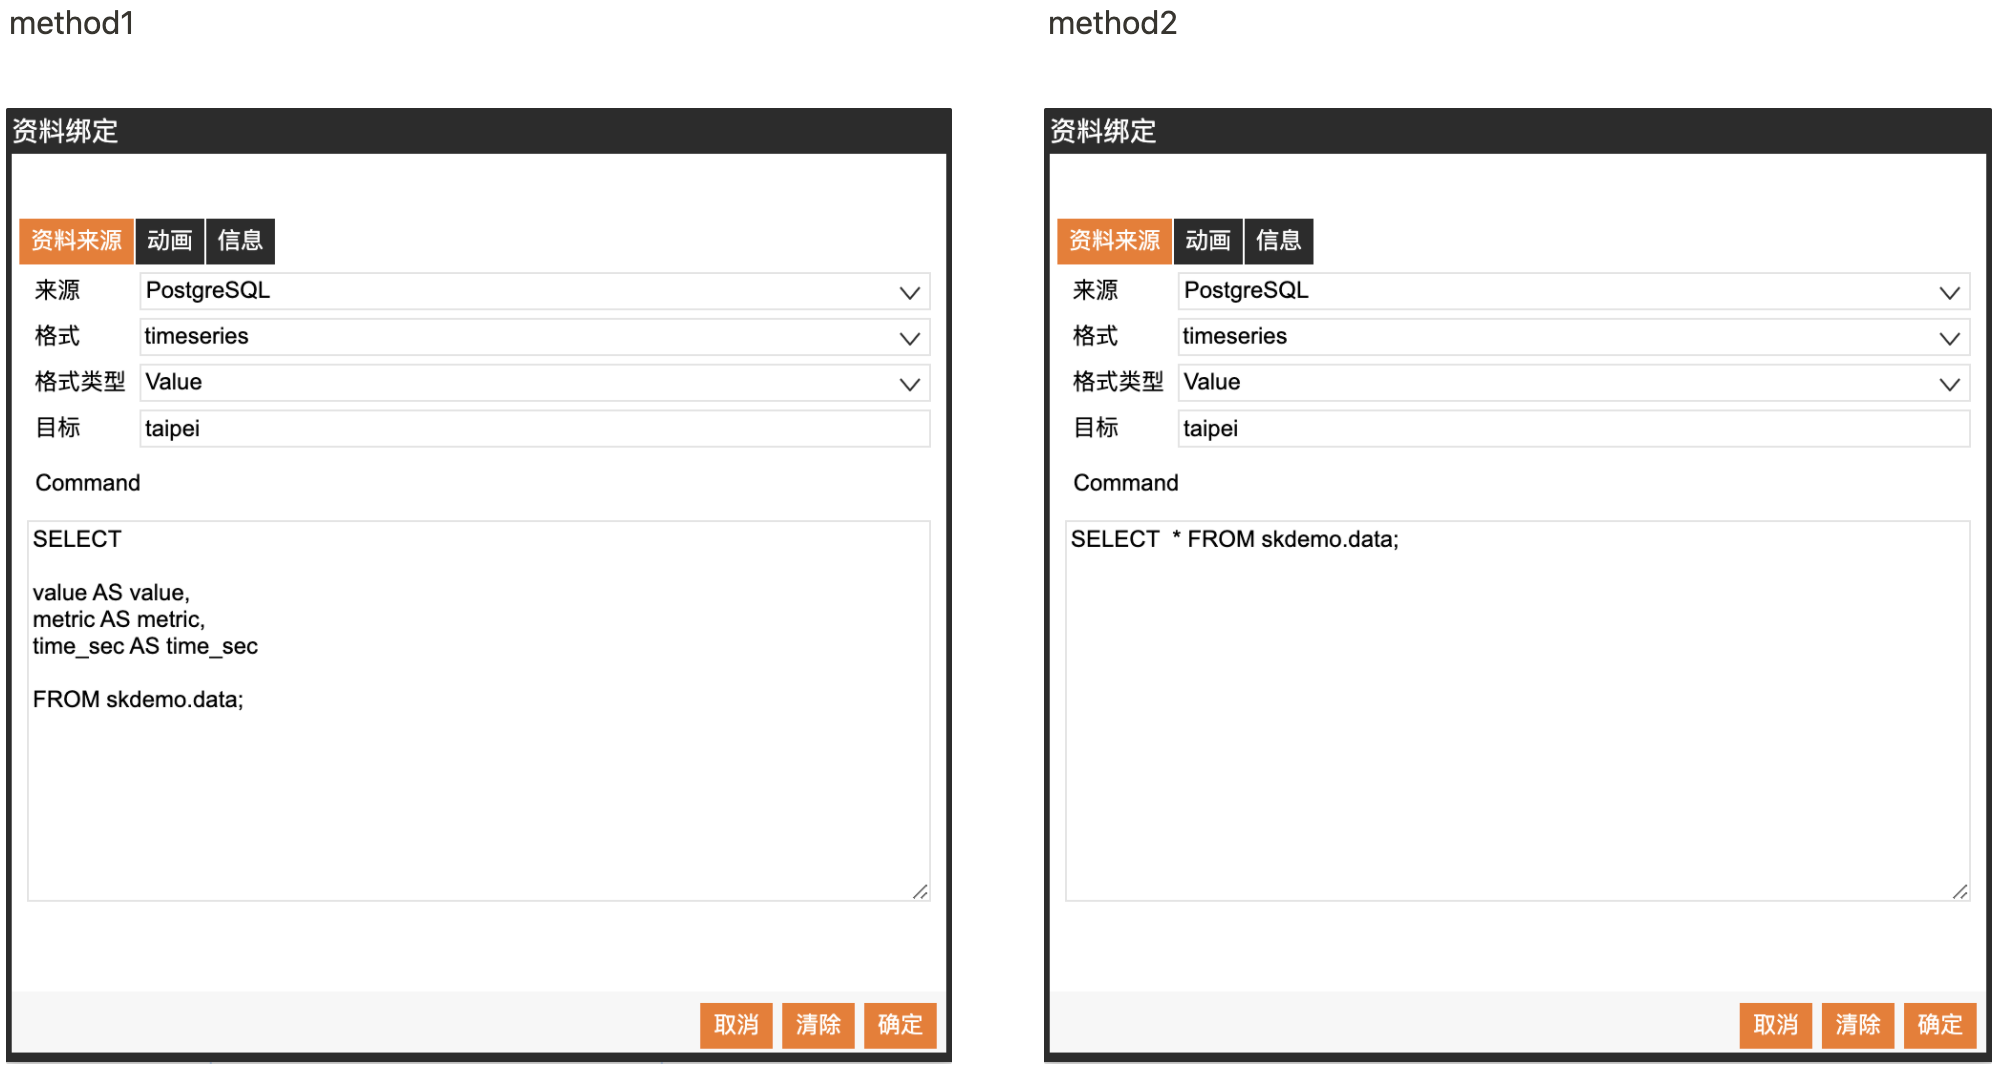 method1
资料绑定
资料来源 动画 信息
来源 PostgreSQL
格式 timeseries
格式类型 Value
目标 taipei
Command
SELECT
value AS value,
metric AS metric,
time_sec AS time_sec
FROM skdemo.data;
取消 清除 确定
method2
资料绑定
资料来源 动画 信息
来源 PostgreSQL
格式 timeseries
格式类型 Value
目标 taipei
Command
SELECT  * FROM skdemo.data;
取消 清除 确定